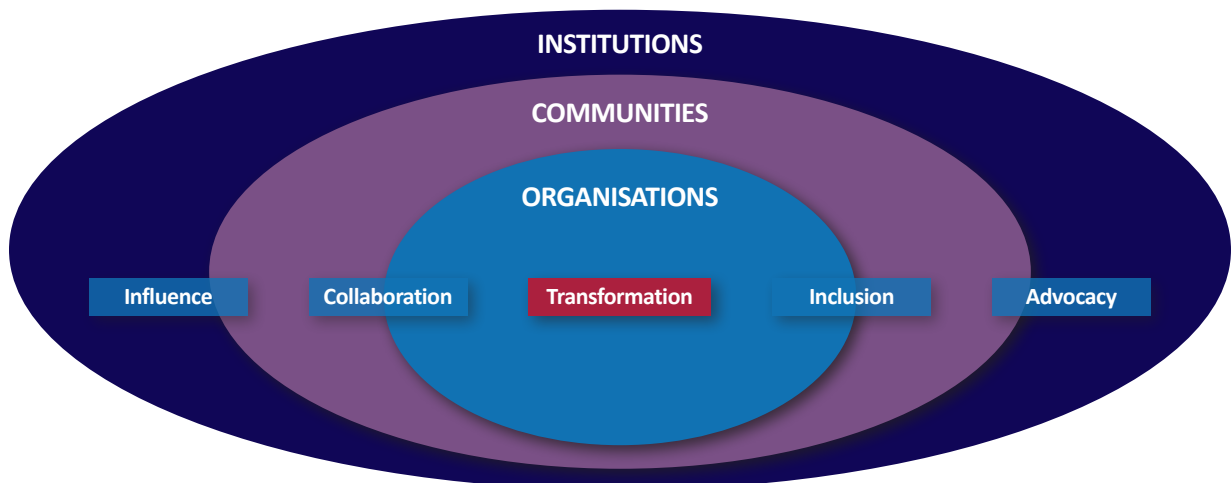 INSTITUTIONS
COMMUNITIES
ORGANISATIONS
Influence Collaboration Transformation Inclusion Advocacy